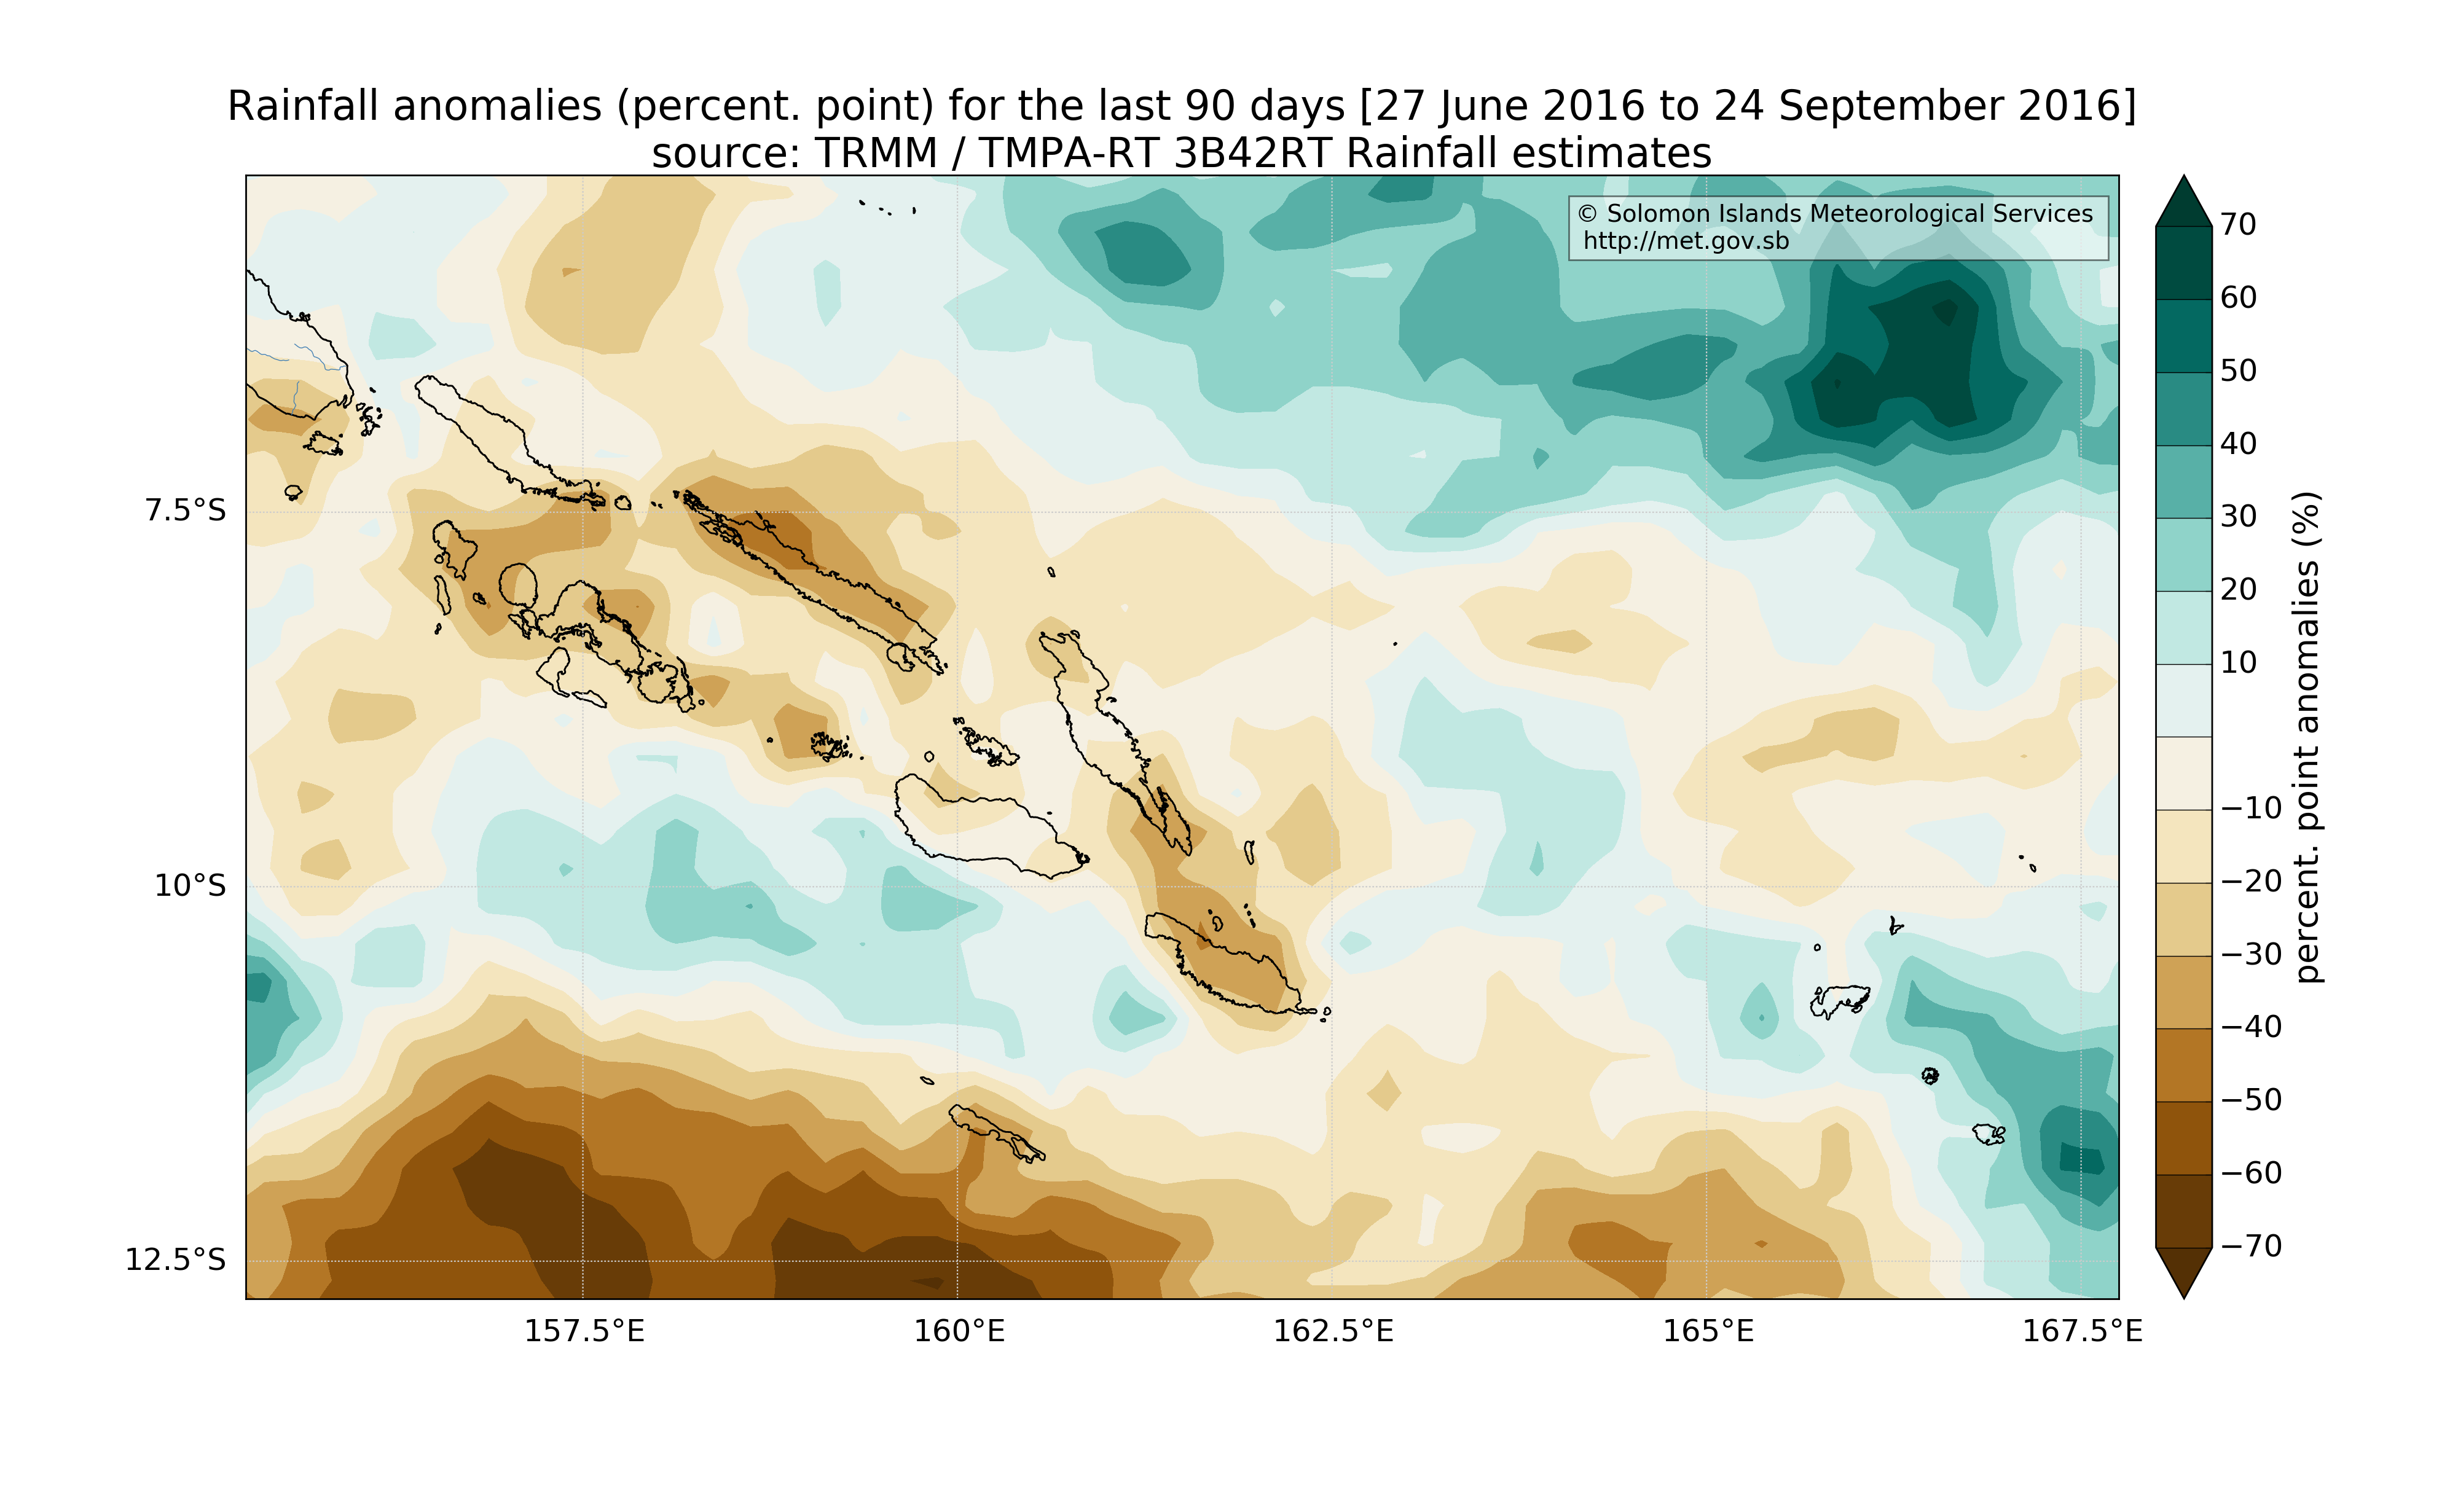 Rainfall anomalies (percent. point) for the last 90 days [27 June 2016 to 24 September 2016]
source: TRMM / TMPA-RT 3B42RT Rainfall estimates
© Solomon Islands Meteorological Services
http://met.gov.sb
7.5°S
10°S
12.5°S
157.5°E
160°E
162.5°E
165°E
167.5°E
70
60
50
40
30
20
10
−10
−20
−30
−40
−50
−60
−70
percent. point anomalies (%)